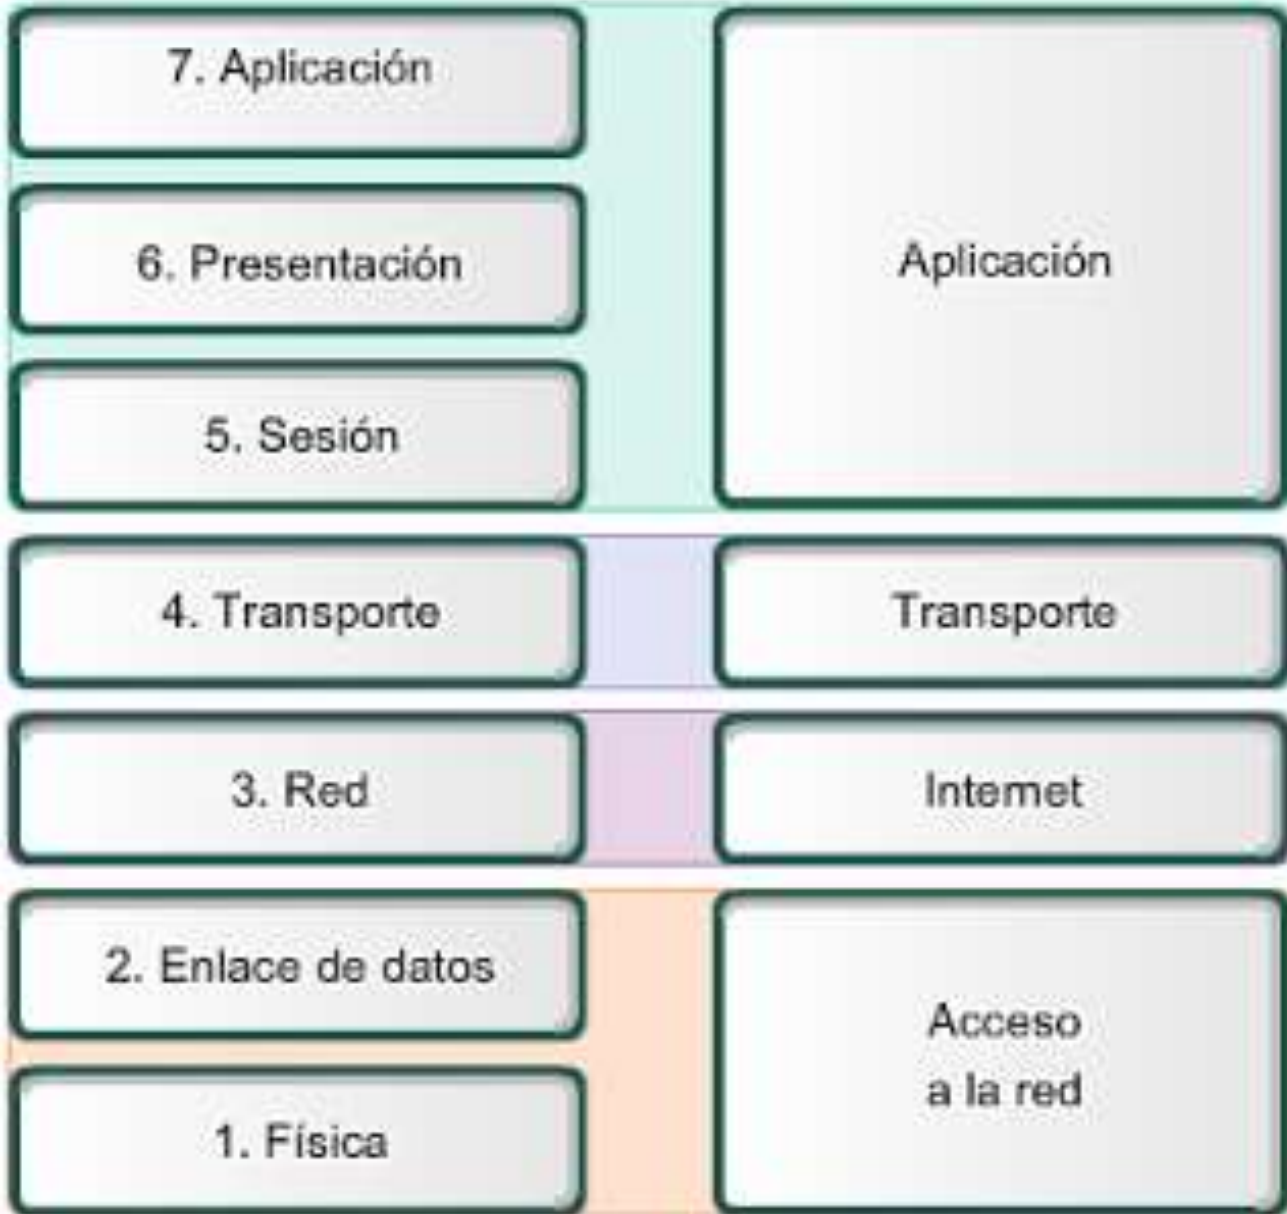 7. Aplicación
6. Presentación
5. Sesión
4. Transporte
3. Red
2. Enlace de datos
1. Física
Aplicación
Transporte
Internet
Acceso
a la red